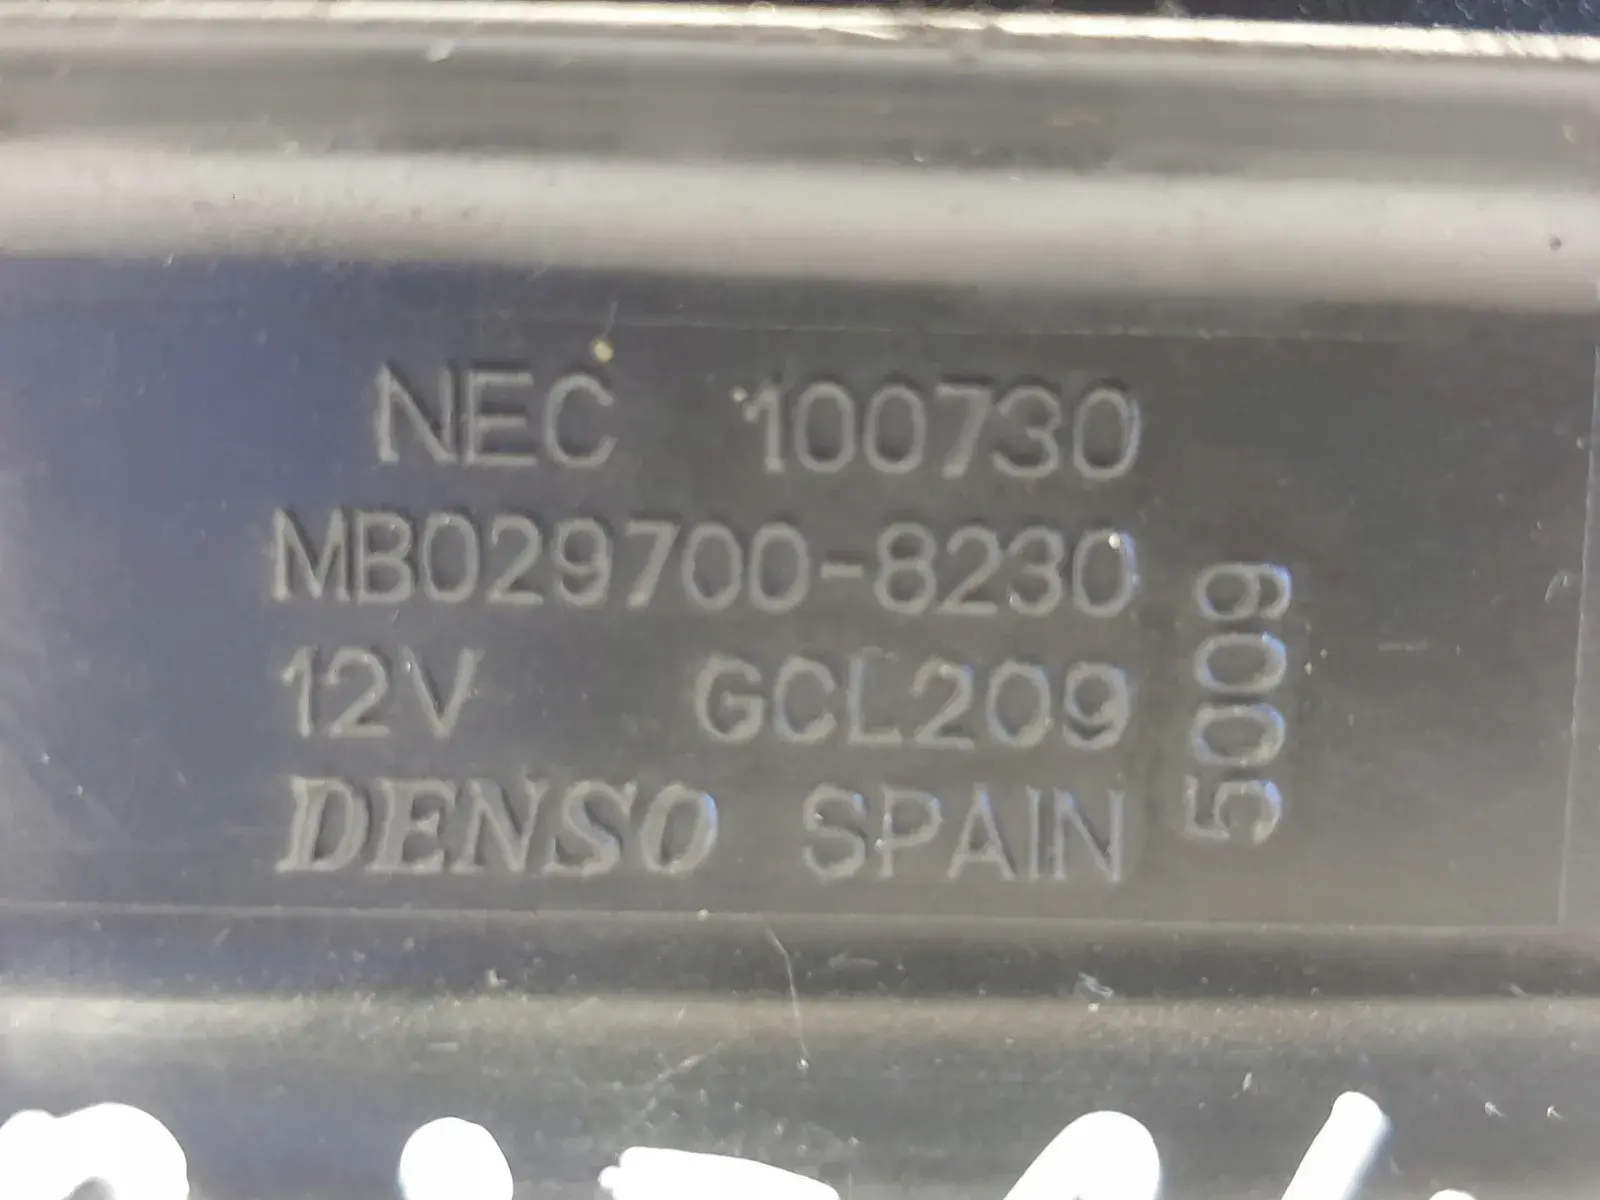 NEC 100730
MB029700-8230
12V GCL209
DENSO SPAIN
5009